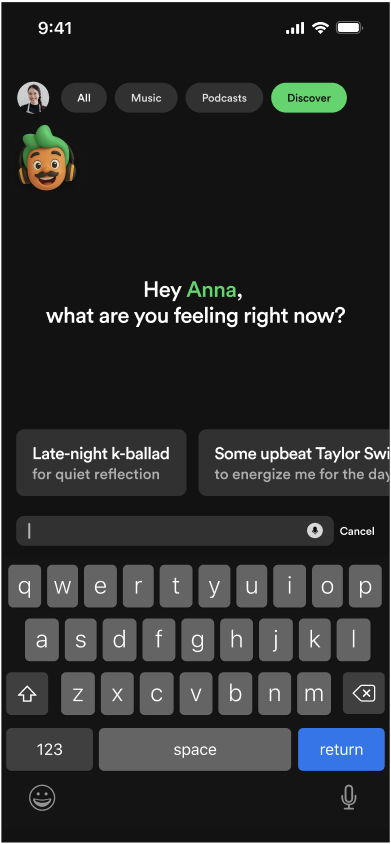 9:41
All
Music
Podcasts
Discover
Hey Anna,
what are you feeling right now?
Late-night k-ballad
for quiet reflection
Some upbeat Taylor Swi
to energize me for the day
Cancel
q w e r t y u i o p
a s d f g h j k l
z x c v b n m
123
space
return